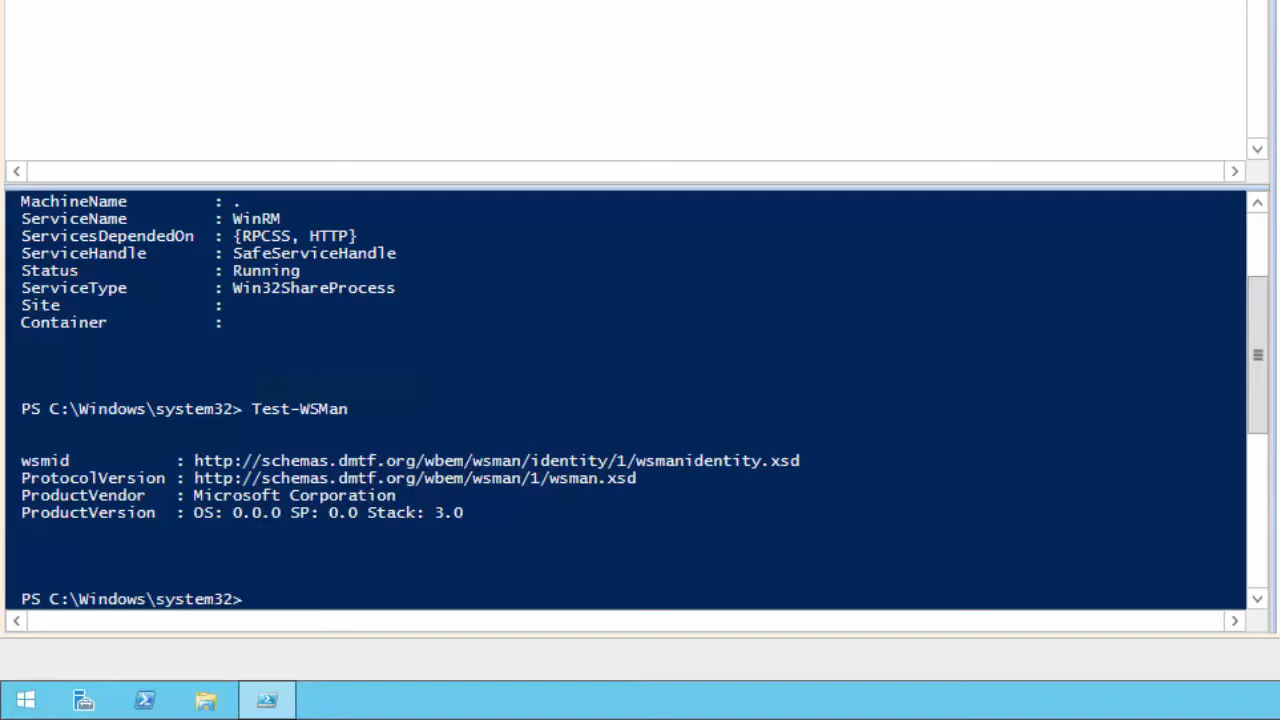 MachineName : .
ServiceName : WinRM
ServicesDependedOn : {RPCSS, HTTP}
ServiceHandle : SafeServiceHandle
Status : Running
ServiceType : Win32ShareProcess
Site :
Container :
PS C:\Windows\system32> Test-WSMan
wsmid : http://schemas.dmtf.org/wbem/wsman/identity/1/wsmanidentity.xsd
ProtocolVersion : http://schemas.dmtf.org/wbem/wsman/1/wsman.xsd
ProductVendor : Microsoft Corporation
ProductVersion : OS: 0.0.0 SP: 0.0 Stack: 3.0
PS C:\Windows\system32>